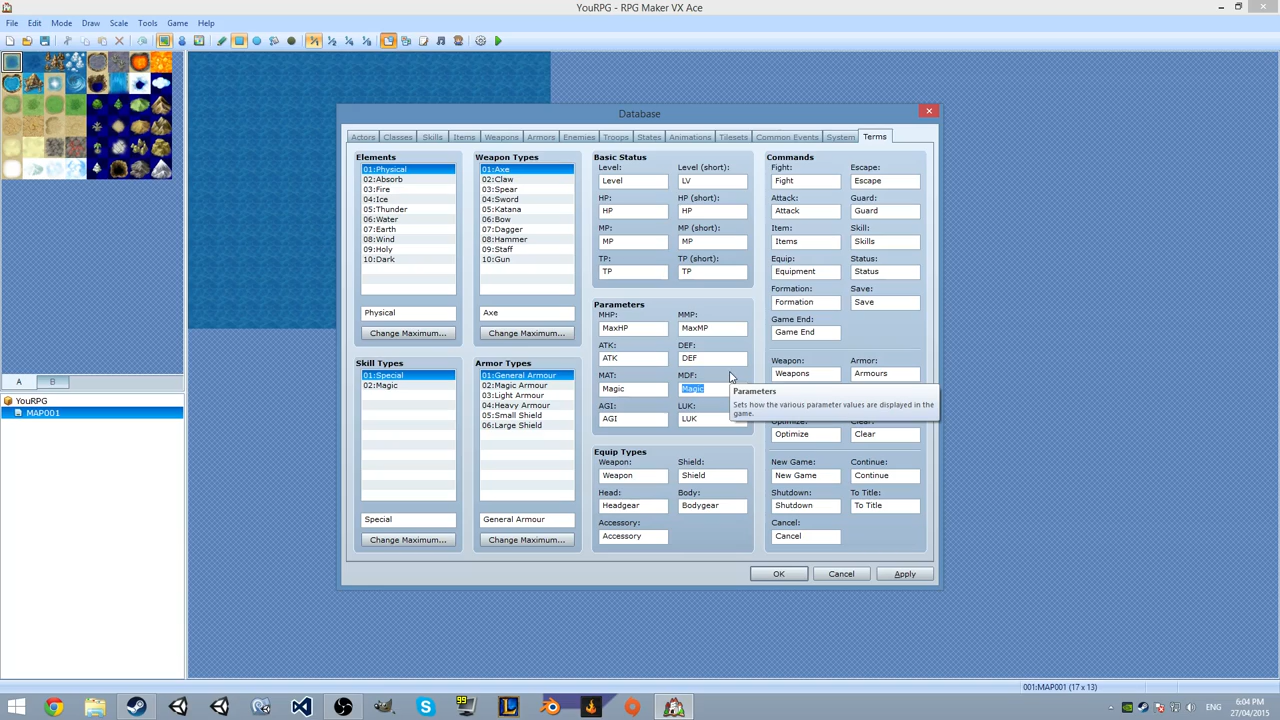 YouRPG - RPG Maker VX Ace
File Edit Mode Draw Scale Tools Game Help
Database
Actors Classes Skills Items Weapons Armors Enemies Troops States Animations Tilesets Common Events System Terms
Elements
01:Physical
02:Absorb
03:Fire
04:Ice
05:Thunder
06:Water
07:Earth
08:Wind
09:Holy
10:Dark
Physical
Change Maximum...
Weapon Types
01:Axe
02:Claw
03:Spear
04:Sword
05:Katana
06:Bow
07:Dagger
08:Hammer
09:Staff
10:Gun
Axe
Change Maximum...
Skill Types
01:Special
02:Magic
Special
Change Maximum...
Armor Types
01:General Armour
02:Magic Armour
03:Light Armour
04:Heavy Armour
05:Small Shield
06:Large Shield
General Armour
Change Maximum...
Basic Status
Level: Level (short):
Level LV
HP: HP (short):
HP HP
MP: MP (short):
MP MP
TP: TP (short):
TP TP
Parameters
MHP: MMP:
MaxHP MaxMP
ATK: DEF:
ATK DEF
MAT: MDF:
Magic Magic
AGI: LUK:
AGI LUK
Parameters
Sets how the various parameter values are displayed in the
game.
Equip Types
Weapon: Shield:
Weapon Shield
Head: Body:
Headgear Bodygear
Accessory:
Accessory
Commands
Fight: Escape:
Fight Escape
Attack: Guard:
Attack Guard
Item: Skill:
Items Skills
Equip: Status:
Equipment Status
Formation: Save:
Formation Save
Game End:
Game End
Weapon: Armor:
Weapons Armours
Optimize: Clear:
Optimize Clear
New Game: Continue:
New Game Continue
Shutdown: To Title:
Shutdown To Title
Cancel:
Cancel
OK Cancel Apply
A B
YouRPG
MAP001
001:MAP001 (17 x 13)
99
ENG
6:04 PM
27/04/2015